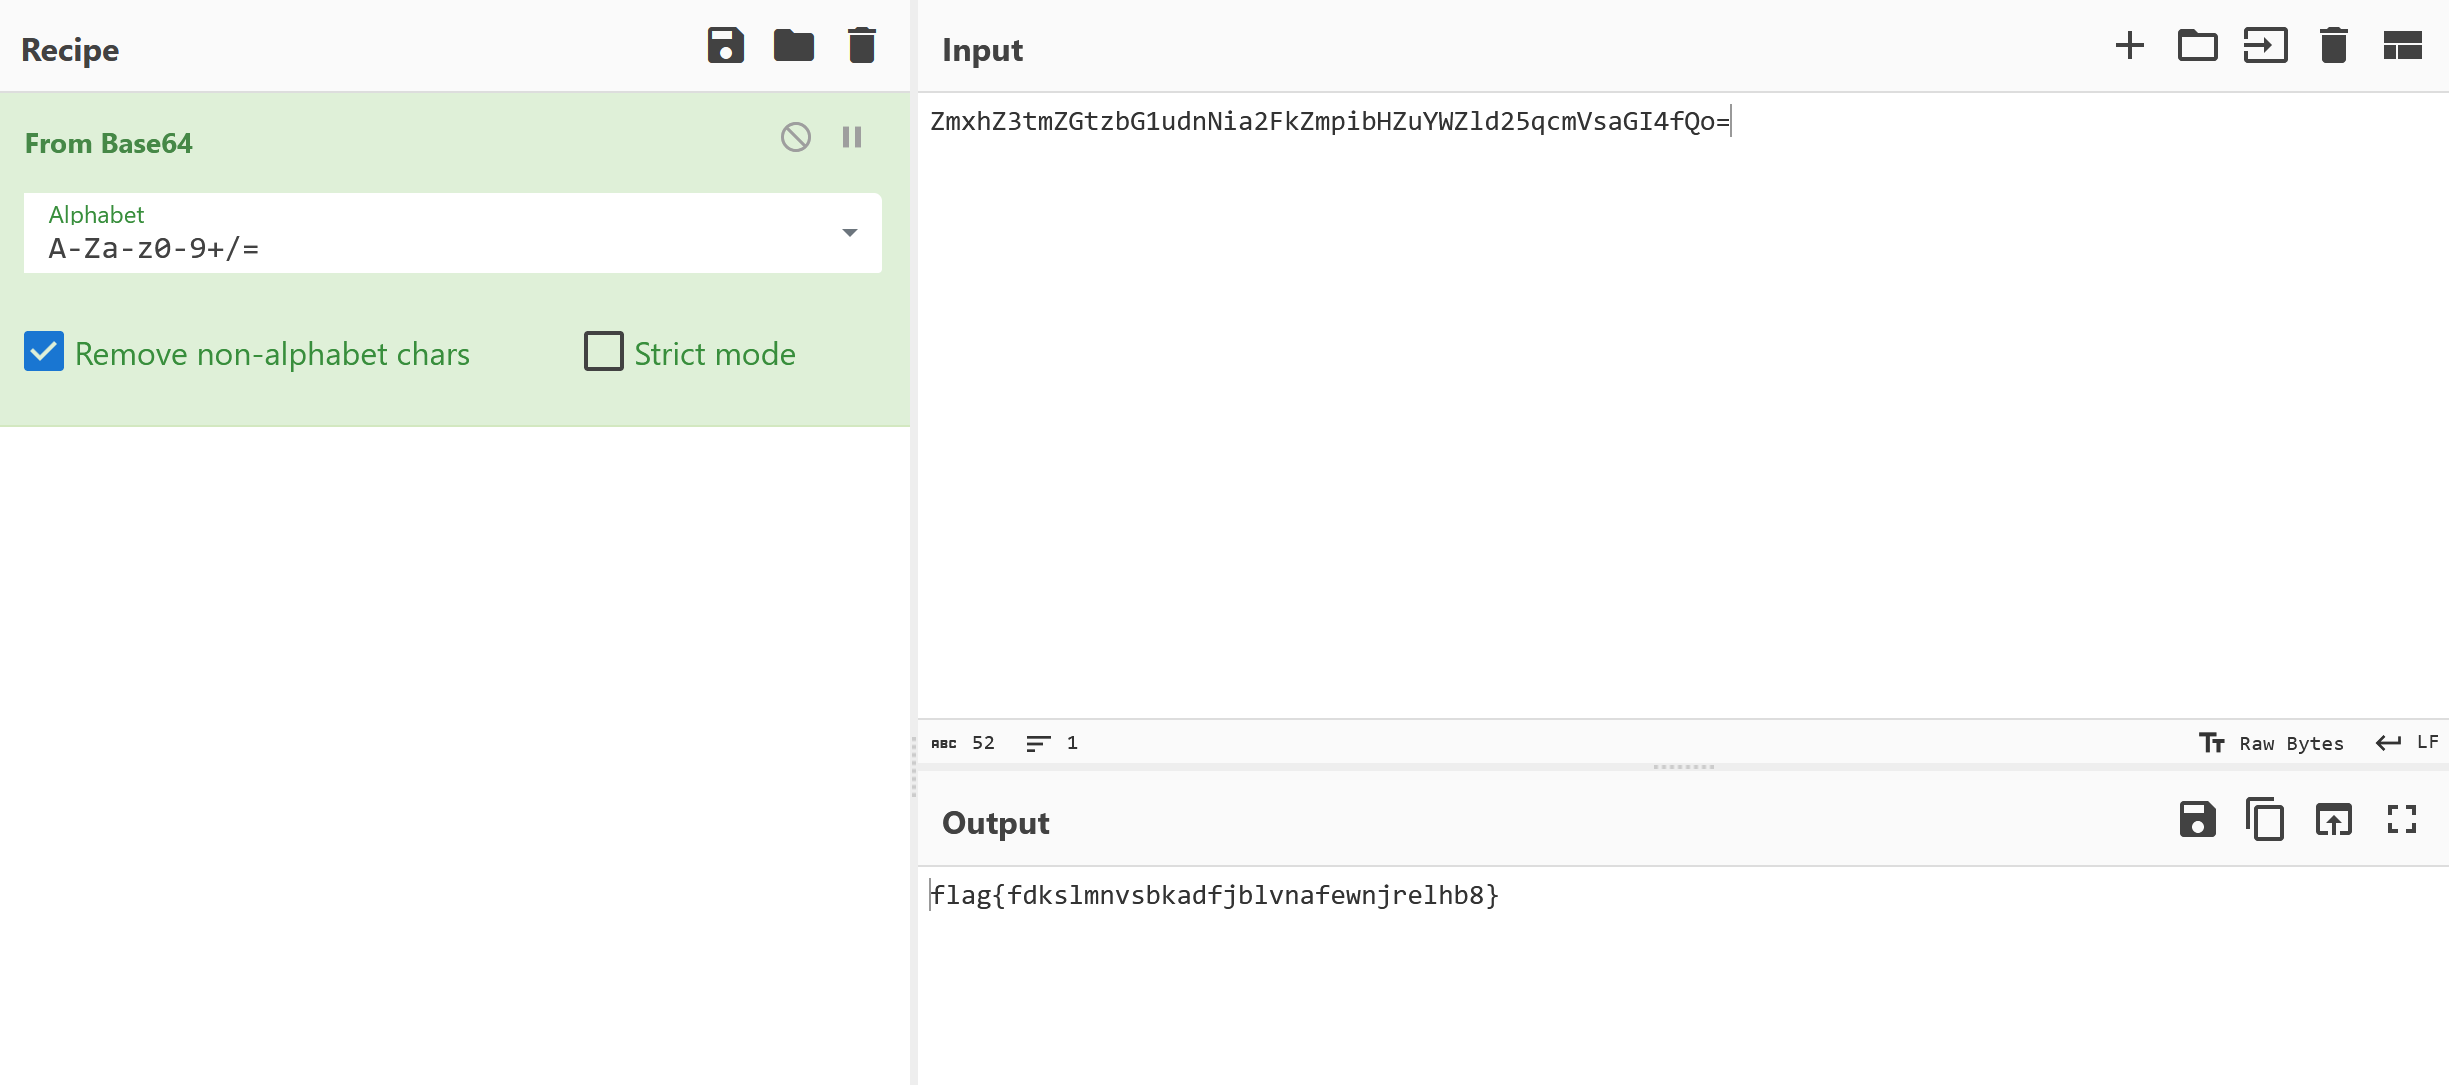 Recipe
From Base64
Alphabet
A-Za-z0-9+/=
Remove non-alphabet chars
Strict mode
Input
ZmxhZ3tmZGtzbG1udnNia2FkZmpibHZuYWZld25qcmVsaGI4fQo=
ABC 52 1
Tt Raw Bytes LF
Output
flag{fdkslmnvsbkadfjblvnafewnjrelhb8}